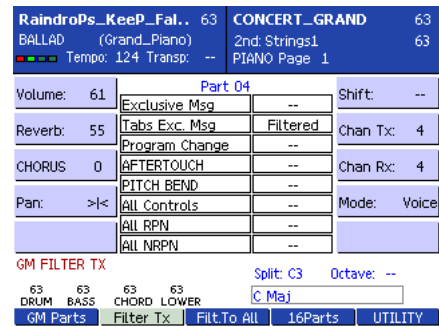 RaindroPs_KeeP_Fal.. 63 CONCERT_GRAND 63
BALLAD (Grand_Piano) 2nd: Strings1 63
Tempo: 124 Transp: -- PIANO Page 1
Part 04
Volume: 61 Exclusive Msg -- Shift: --
Reverb: 55 Tabs Exc. Msg Filtered Chan Tx: 4
Program Change --
CHORUS 0 AFTERTOUCH -- Chan Rx: 4
PITCH BEND --
Pan: >|< All Controls -- Mode: Voice
All RPN --
All NRPN --
GM FILTER TX
Split: C3 Octave: --
63 63 63 63
DRUM BASS CHORD LOWER C Maj
GM Parts Filter Tx Filt.To All 16Parts UTILITY